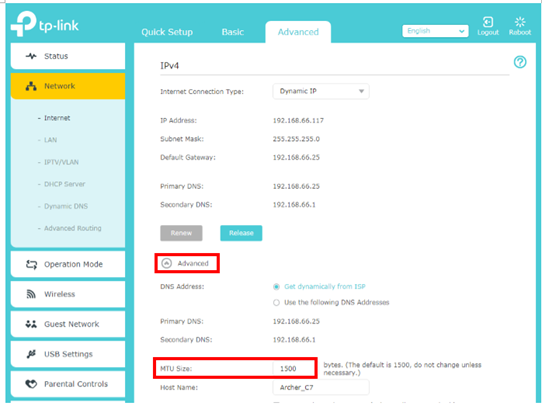 tp-link
Quick Setup Basic Advanced English Logout Reboot
Status
Network
- Internet
- LAN
- IPTV/VLAN
- DHCP Server
- Dynamic DNS
- Advanced Routing
Operation Mode
Wireless
Guest Network
USB Settings
Parental Controls
IPv4
Internet Connection Type: Dynamic IP
IP Address: 192.168.66.117
Subnet Mask: 255.255.255.0
Default Gateway: 192.168.66.25
Primary DNS: 192.168.66.25
Secondary DNS: 192.168.66.1
Renew Release
Advanced
DNS Address: Get dynamically from ISP
Use the following DNS Addresses
Primary DNS: 192.168.66.25
Secondary DNS: 192.168.66.1
MTU Size: 1500 bytes. (The default is 1500, do not change unless
necessary.)
Host Name: Archer_C7